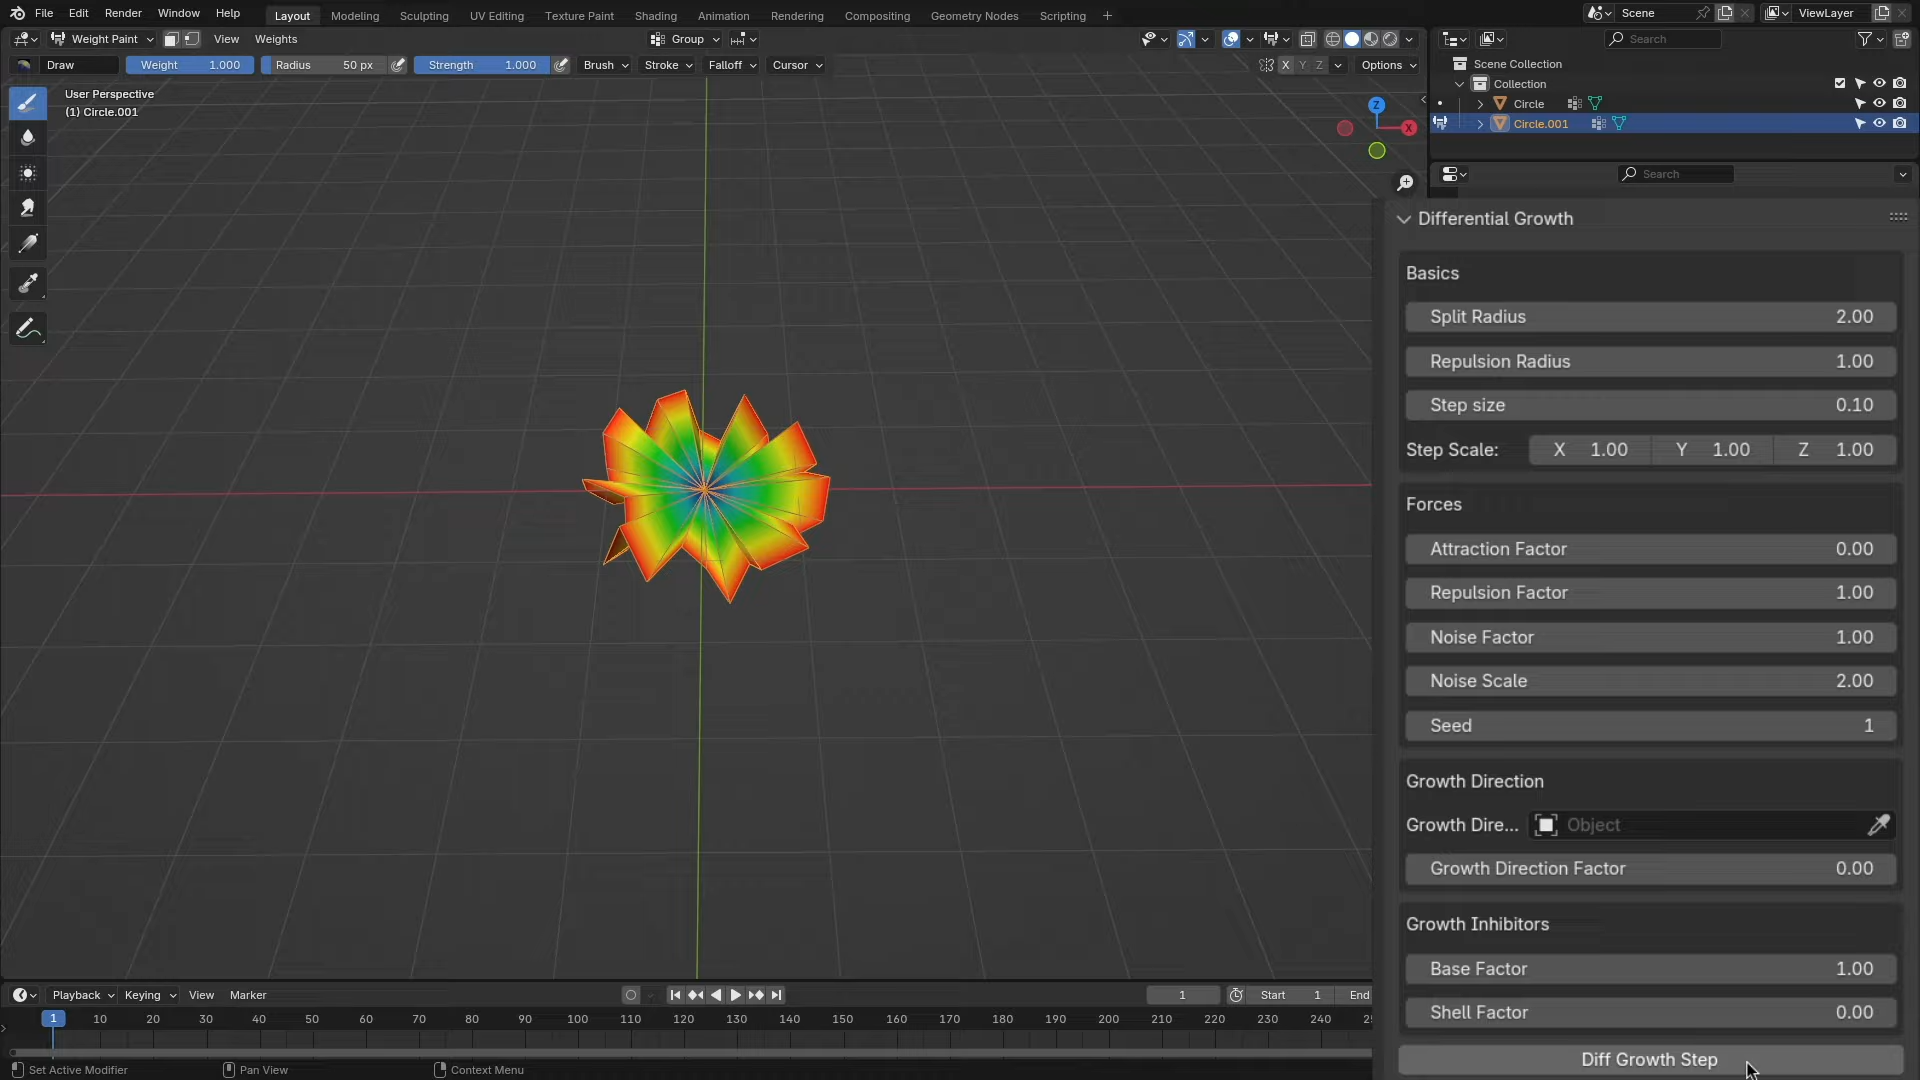 File Edit Render Window Help Layout Modeling Sculpting UV Editing Texture Paint Shading Animation Rendering Compositing Geometry Nodes Scripting + Scene ViewLayer
Weight Paint View Weights Group Search
Draw Weight 1.000 Radius 50 px Strength 1.000 Brush Stroke Falloff Cursor X Y Z Options
Scene Collection
Collection
Circle
Circle.001
User Perspective
(1) Circle.001
Z
X
Search
Differential Growth
Basics
Split Radius 2.00
Repulsion Radius 1.00
Step size 0.10
Step Scale: X 1.00 Y 1.00 Z 1.00
Forces
Attraction Factor 0.00
Repulsion Factor 1.00
Noise Factor 1.00
Noise Scale 2.00
Seed 1
Growth Direction
Growth Dire... Object
Growth Direction Factor 0.00
Growth Inhibitors
Base Factor 1.00
Shell Factor 0.00
Diff Growth Step
Playback Keying View Marker 1 Start 1 End
1 10 20 30 40 50 60 70 80 90 100 110 120 130 140 150 160 170 180 190 200 210 220 230 240
Set Active Modifier Pan View Context Menu